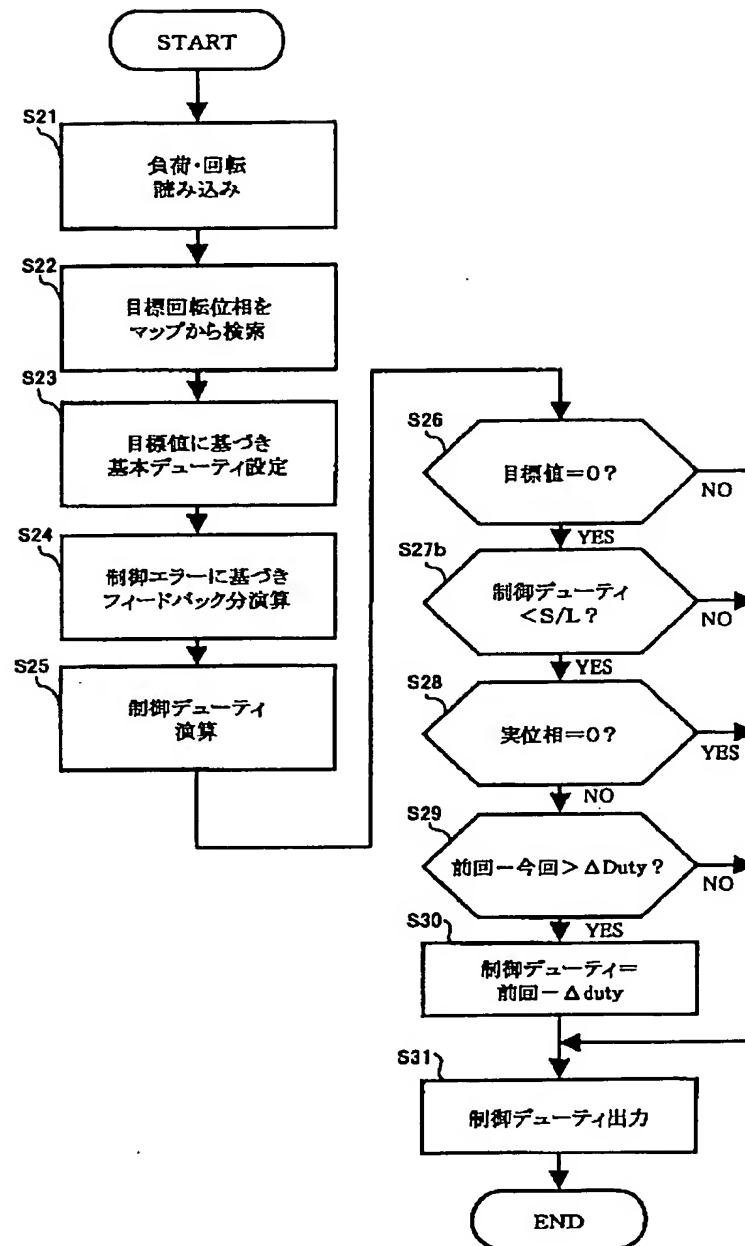 START
S21
負荷・回転
読み込み
S22
目標回転位相を
マップから検索
S23
目標値に基づき
基本デューティ設定
S24
制御エラーに基づき
フィードバック分演算
S25
制御デューティ
演算
S26
目標値=0?
NO
YES
S27b
制御デューティ
<S/L?
NO
YES
S28
実位相=0?
YES
NO
S29
前回-今回>ΔDuty?
NO
YES
S30
制御デューティ=
前回-Δduty
S31
制御デューティ出力
END